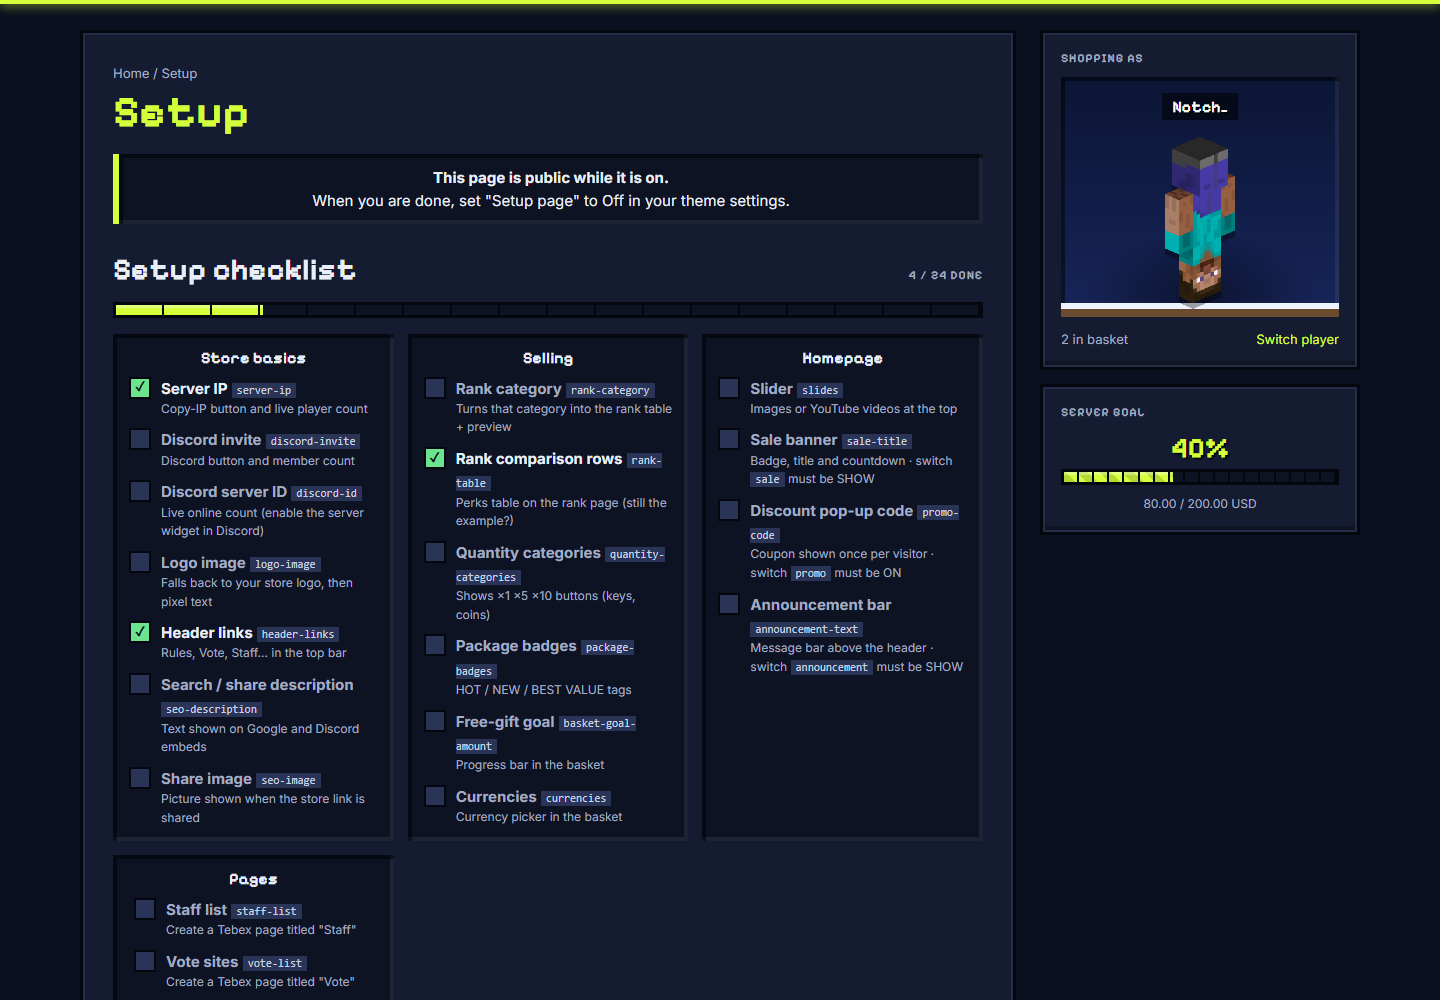 Home / Setup
Setup
This page is public while it is on.
When you are done, set "Setup page" to Off in your theme settings.
Setup checklist
4 / 24 DONE
Store basics
Server IP server-ip
Copy-IP button and live player count
Discord invite discord-invite
Discord button and member count
Discord server ID discord-id
Live online count (enable the server
widget in Discord)
Logo image logo-image
Falls back to your store logo, then
pixel text
Header links header-links
Rules, Vote, Staff... in the top bar
Search / share description
seo-description
Text shown on Google and Discord
embeds
Share image seo-image
Picture shown when the store link is
shared
Selling
Rank category rank-category
Turns that category into the rank table
+ preview
Rank comparison rows rank-
table
Perks table on the rank page (still the
example?)
Quantity categories quantity-
categories
Shows ×1 ×5 ×10 buttons (keys,
coins)
Package badges package-
badges
HOT / NEW / BEST VALUE tags
Free-gift goal basket-goal-
amount
Progress bar in the basket
Currencies currencies
Currency picker in the basket
Homepage
Slider slides
Images or YouTube videos at the top
Sale banner sale-title
Badge, title and countdown · switch
sale must be SHOW
Discount pop-up code promo-
code
Coupon shown once per visitor ·
switch promo must be ON
Announcement bar
announcement-text
Message bar above the header ·
switch announcement must be SHOW
Pages
Staff list staff-list
Create a Tebex page titled "Staff"
Vote sites vote-list
Create a Tebex page titled "Vote"
SHOPPING AS
Notch_
2 in basket
Switch player
SERVER GOAL
40%
80.00 / 200.00 USD